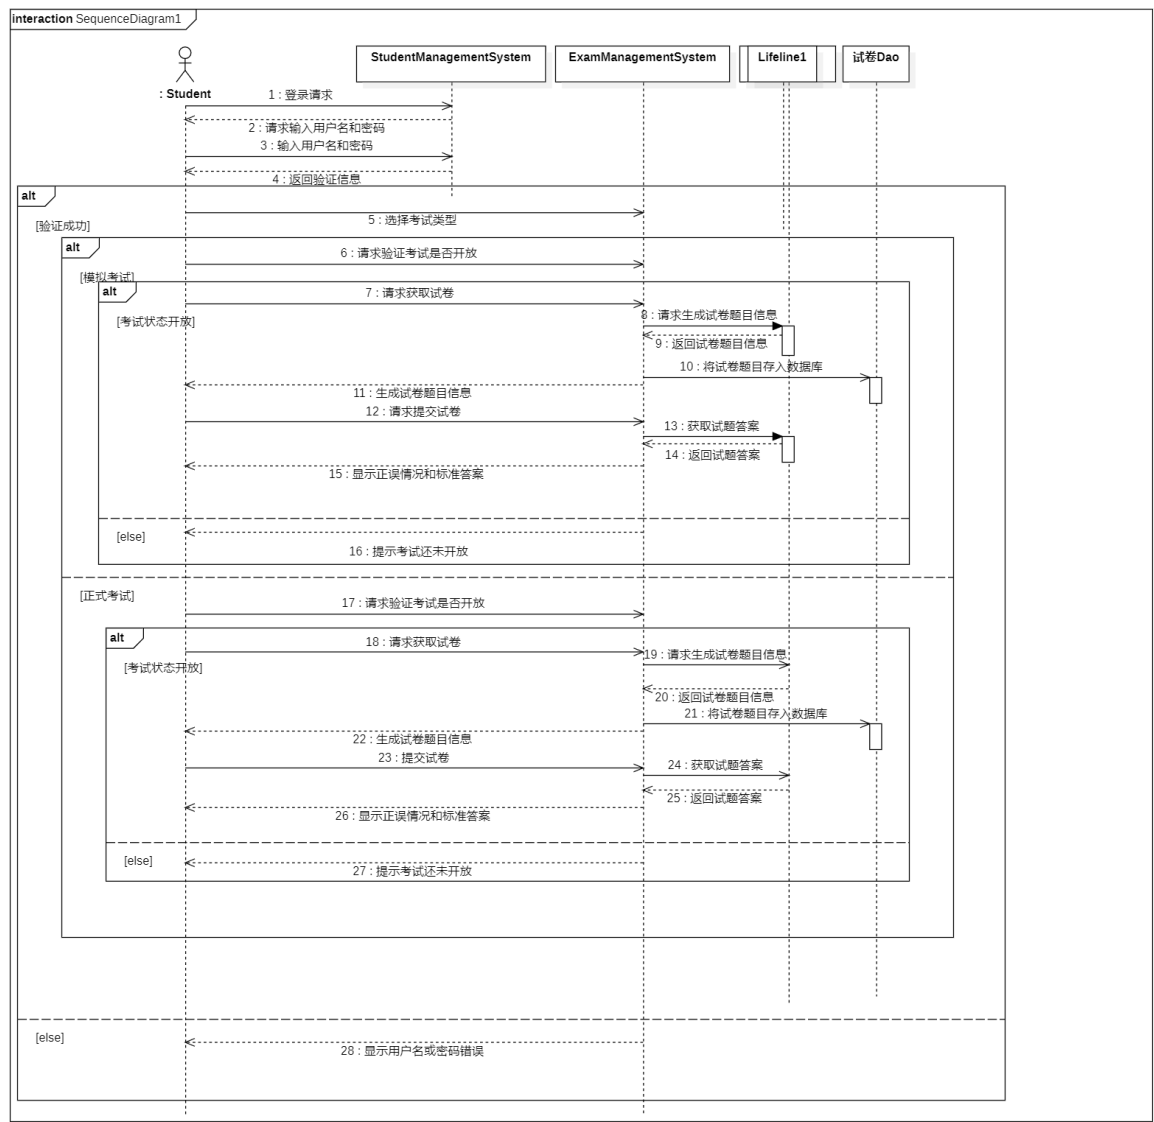 interaction SequenceDiagram1
StudentManagementSystem
ExamManagementSystem
Lifeline1
试卷Dao
: Student
1 : 登录请求
2 : 请求输入用户名和密码
3 : 输入用户名和密码
4 : 返回验证信息
alt
5 : 选择考试类型
[验证成功]
alt
6 : 请求验证考试是否开放
[模拟考试]
alt
7 : 请求获取试卷
8 : 请求生成试卷题目信息
[考试状态开放]
9 : 返回试卷题目信息
10 : 将试卷题目存入数据库
11 : 生成试卷题目信息
12 : 请求提交试卷
13 : 获取试题答案
14 : 返回试题答案
15 : 显示正误情况和标准答案
[else]
16 : 提示考试还未开放
[正式考试]
17 : 请求验证考试是否开放
alt
18 : 请求获取试卷
19 : 请求生成试卷题目信息
[考试状态开放]
20 : 返回试卷题目信息
21 : 将试卷题目存入数据库
22 : 生成试卷题目信息
23 : 提交试卷
24 : 获取试题答案
25 : 返回试题答案
26 : 显示正误情况和标准答案
[else]
27 : 提示考试还未开放
[else]
28 : 显示用户名或密码错误